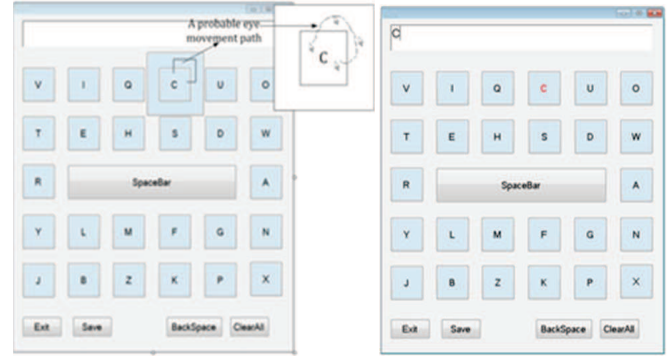 A probable eye
movement path
C
V I Q C U O
T E H S D W
R SpaceBar A
Y L M F G N
J B Z K P X
Exit Save BackSpace ClearAll
C
V I Q C U O
T E H S D W
R SpaceBar A
Y L M F G N
J B Z K P X
Exit Save BackSpace ClearAll